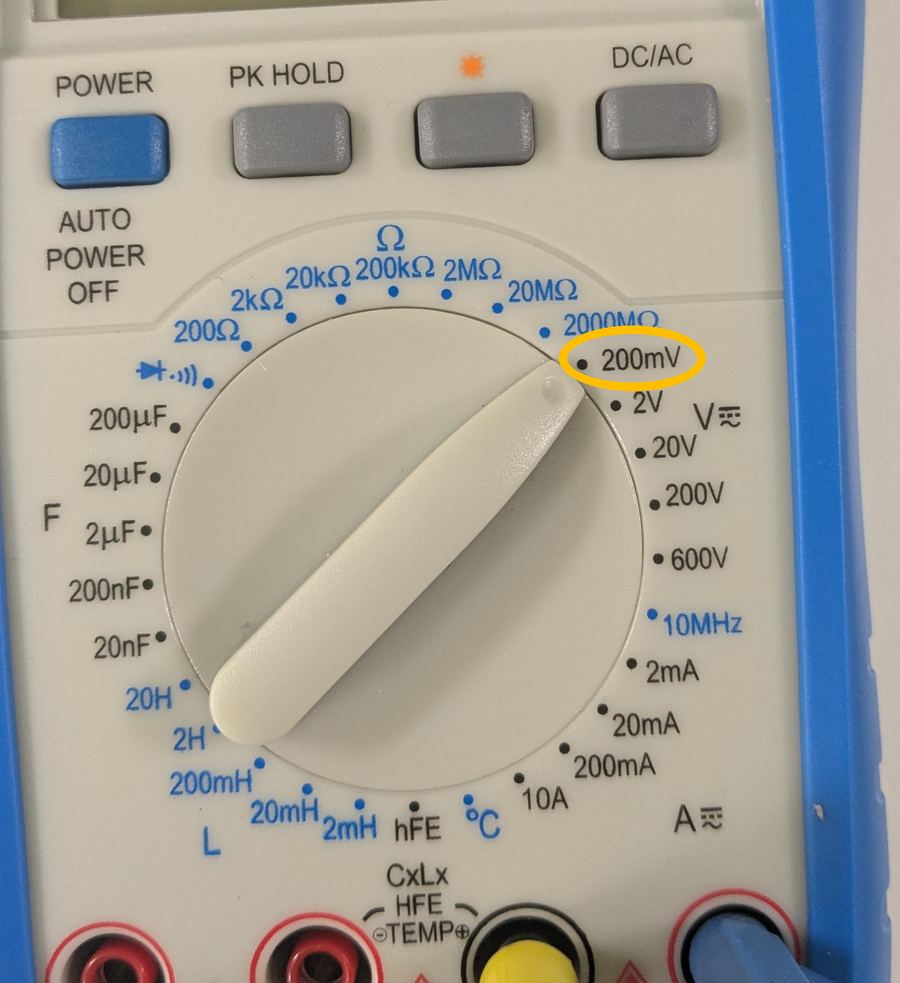 POWER
PK HOLD
DC/AC
AUTO
POWER
OFF
Ω
200Ω
2kΩ
20kΩ
200kΩ
2MΩ
20MΩ
2000MΩ
200mV
2V
20V
200V
600V
V
10MHz
2mA
20mA
200mA
10A
A
°C
hFE
2mH
20mH
200mH
2H
20H
L
20nF
200nF
2µF
20µF
200µF
F
CxLx
HFE
TEMP